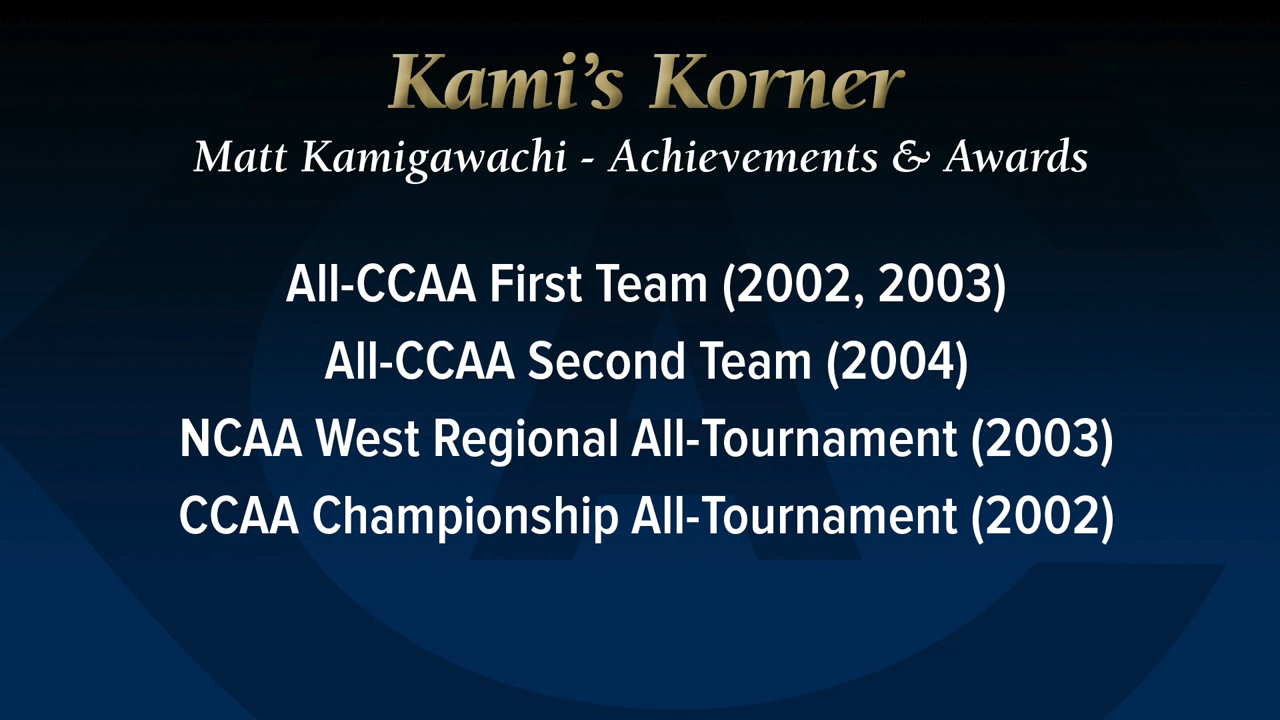 Kami’s Korner
Matt Kamigawachi - Achievements & Awards
All-CCAA First Team (2002, 2003)
All-CCAA Second Team (2004)
NCAA West Regional All-Tournament (2003)
CCAA Championship All-Tournament (2002)